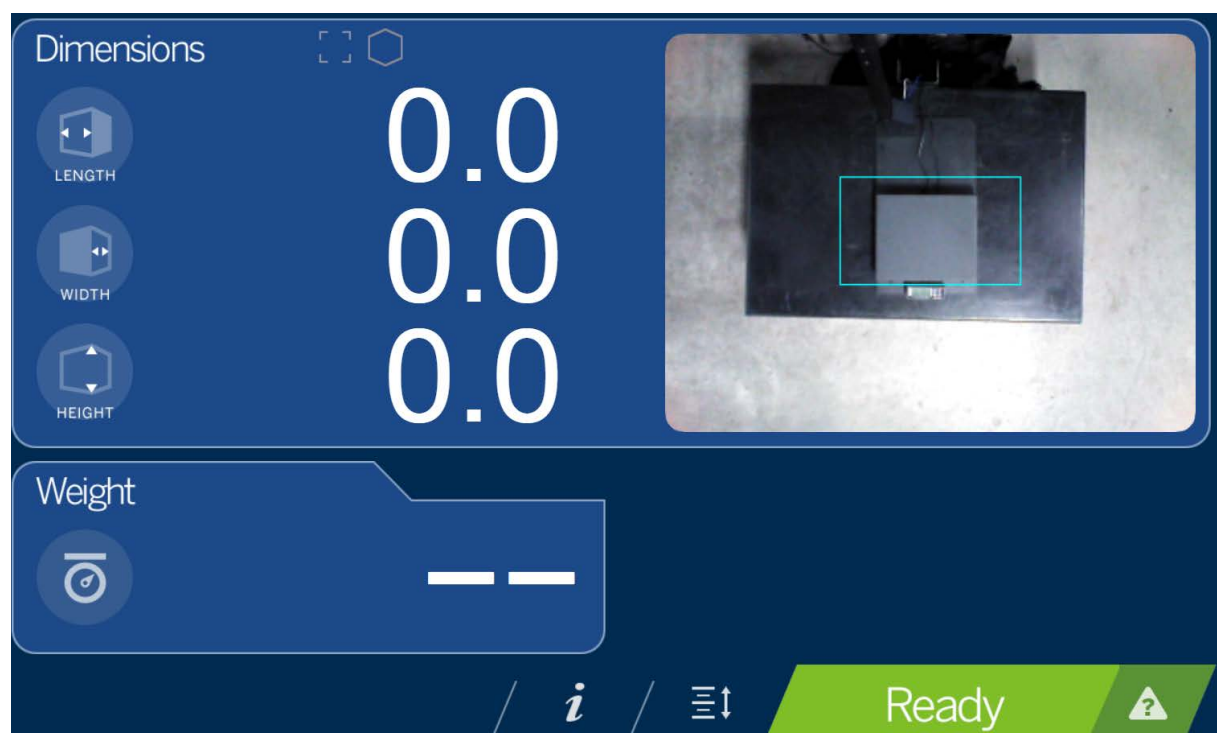 Dimensions
LENGTH
0.0
WIDTH
0.0
HEIGHT
0.0
Weight
--
i
Ready
?